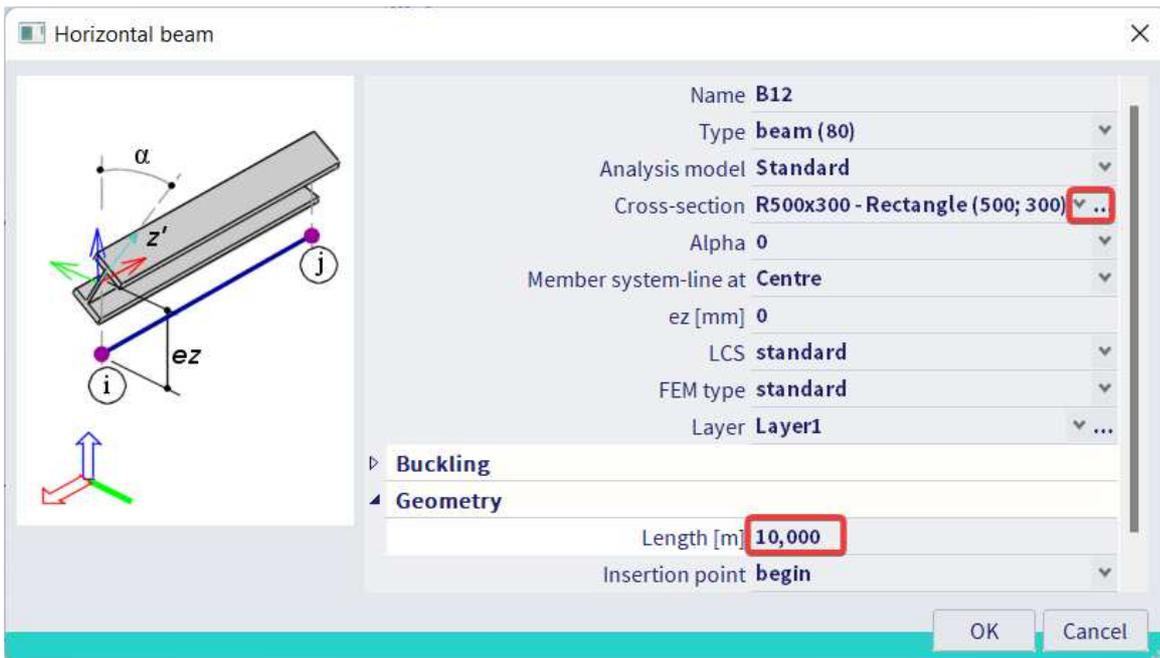 Horizontal beam
Name B12
Type beam (80)
Analysis model Standard
Cross-section R500x300 - Rectangle (500; 300) ...
Alpha 0
Member system-line at Centre
ez [mm] 0
LCS standard
FEM type standard
Layer Layer1 ...
Buckling
Geometry
Length [m] 10,000
Insertion point begin
α
z'
j
ez
i
OK Cancel